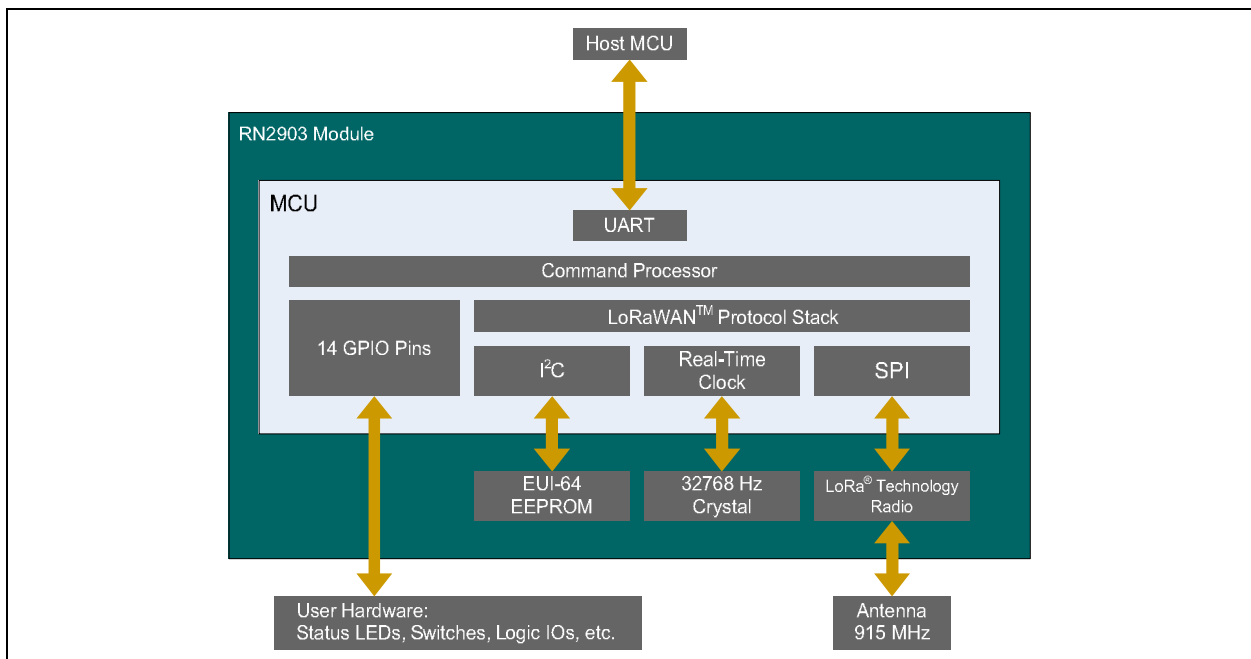 Host MCU
RN2903 Module
MCU
UART
Command Processor
LoRaWAN™ Protocol Stack
14 GPIO Pins
I²C
Real-Time
Clock
SPI
EUI-64
EEPROM
32768 Hz
Crystal
LoRa® Technology
Radio
User Hardware:
Status LEDs, Switches, Logic IOs, etc.
Antenna
915 MHz